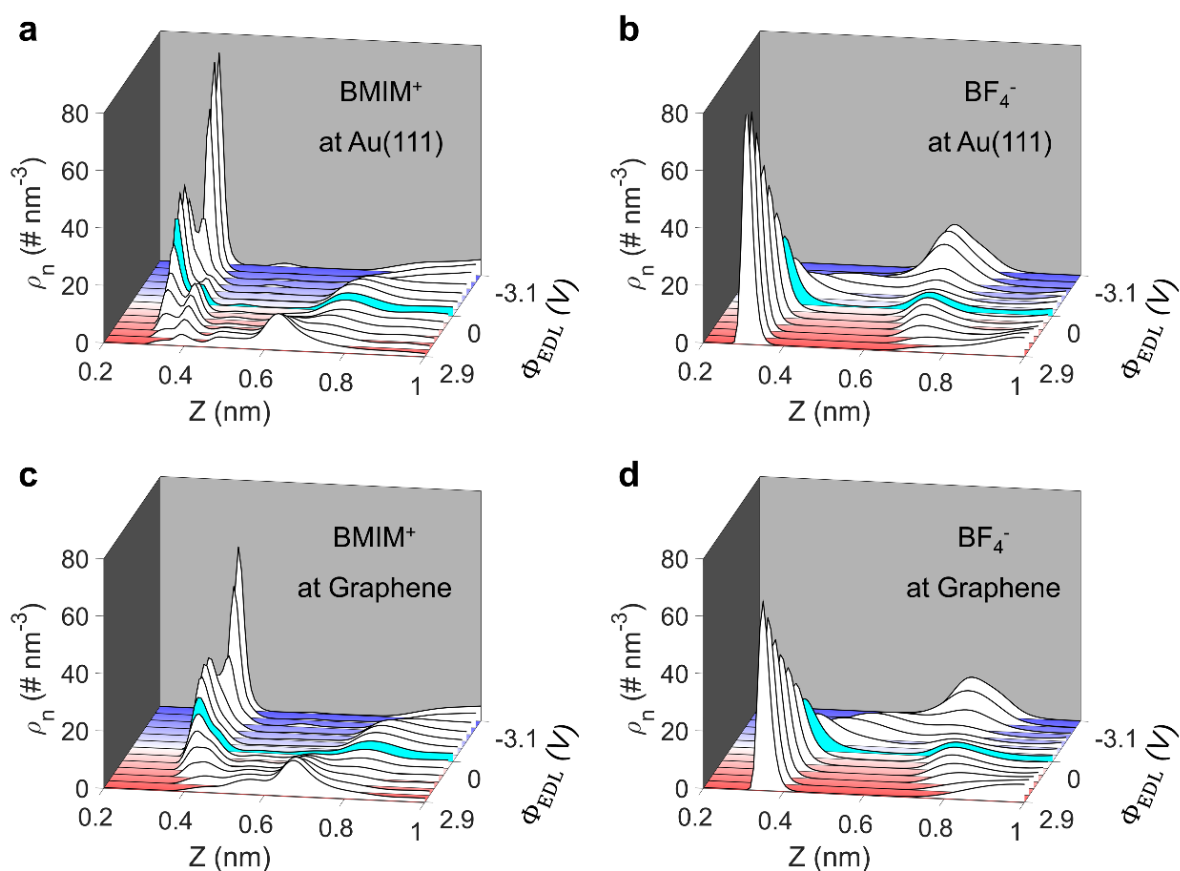 a
BMIM⁺
at Au(111)
80
60
40
20
0
ρₙ (# nm⁻³)
0.2
0.4
0.6
0.8
1
Z (nm)
-3.1
0
2.9
Φ_EDL (V)
b
BF₄⁻
at Au(111)
80
60
40
20
0
ρₙ (# nm⁻³)
0.2
0.4
0.6
0.8
1
Z (nm)
-3.1
0
2.9
Φ_EDL (V)
c
BMIM⁺
at Graphene
80
60
40
20
0
ρₙ (# nm⁻³)
0.2
0.4
0.6
0.8
1
Z (nm)
-3.1
0
2.9
Φ_EDL (V)
d
BF₄⁻
at Graphene
80
60
40
20
0
ρₙ (# nm⁻³)
0.2
0.4
0.6
0.8
1
Z (nm)
-3.1
0
2.9
Φ_EDL (V)